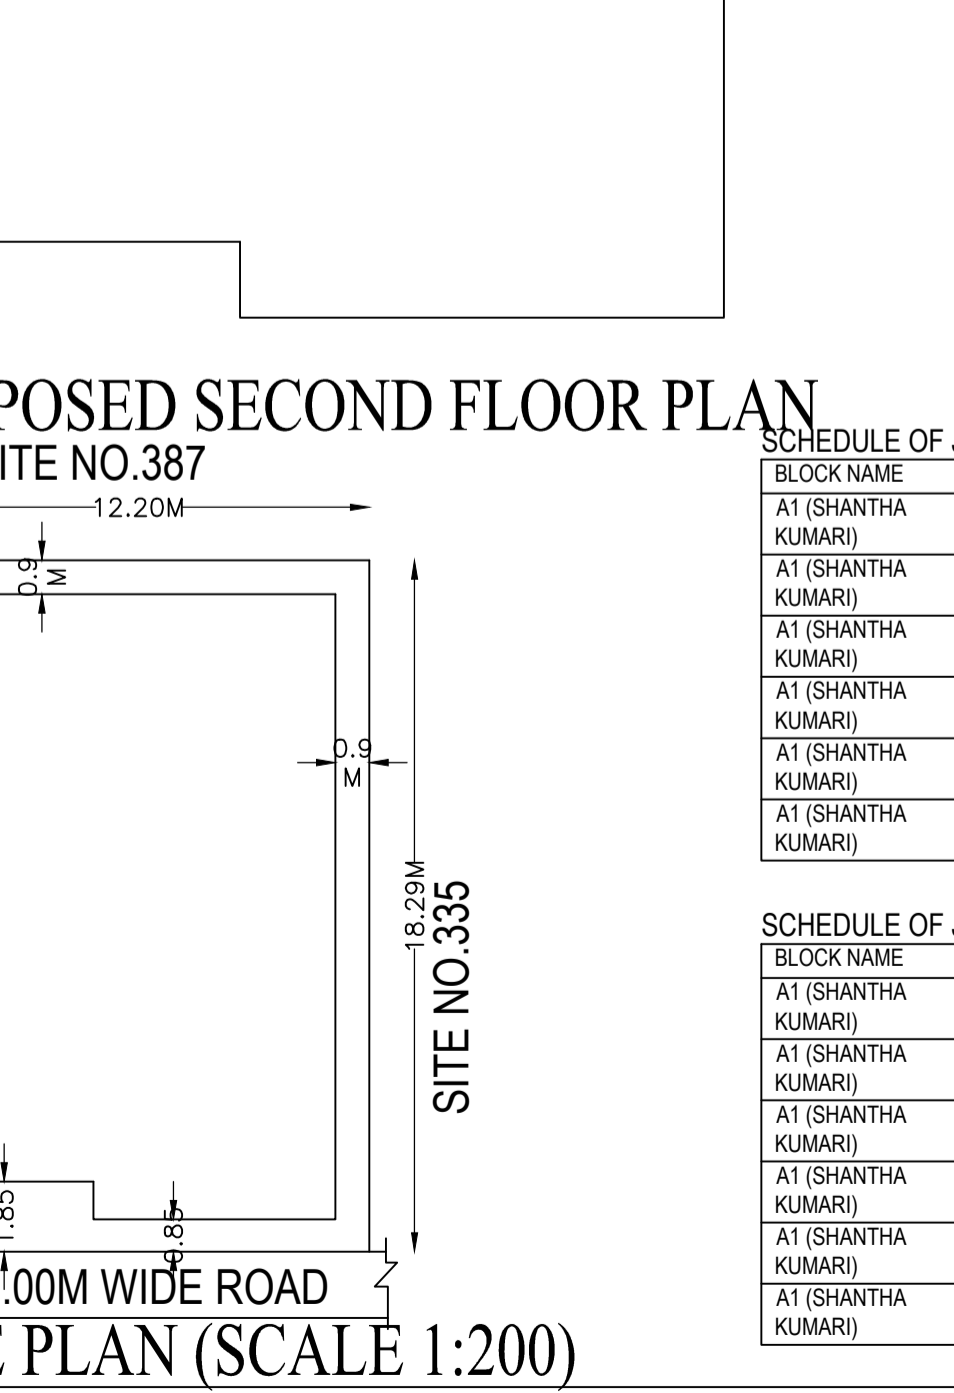 POSED SECOND FLOOR PLAN
ITE NO.387
12.20M
0.9
M
0.9
M
18.29M
SITE NO.335
1.85
0.85
.00M WIDE ROAD
E PLAN (SCALE 1:200)
SCHEDULE OF J
BLOCK NAME
A1 (SHANTHA
KUMARI)
A1 (SHANTHA
KUMARI)
A1 (SHANTHA
KUMARI)
A1 (SHANTHA
KUMARI)
A1 (SHANTHA
KUMARI)
A1 (SHANTHA
KUMARI)
SCHEDULE OF J
BLOCK NAME
A1 (SHANTHA
KUMARI)
A1 (SHANTHA
KUMARI)
A1 (SHANTHA
KUMARI)
A1 (SHANTHA
KUMARI)
A1 (SHANTHA
KUMARI)
A1 (SHANTHA
KUMARI)